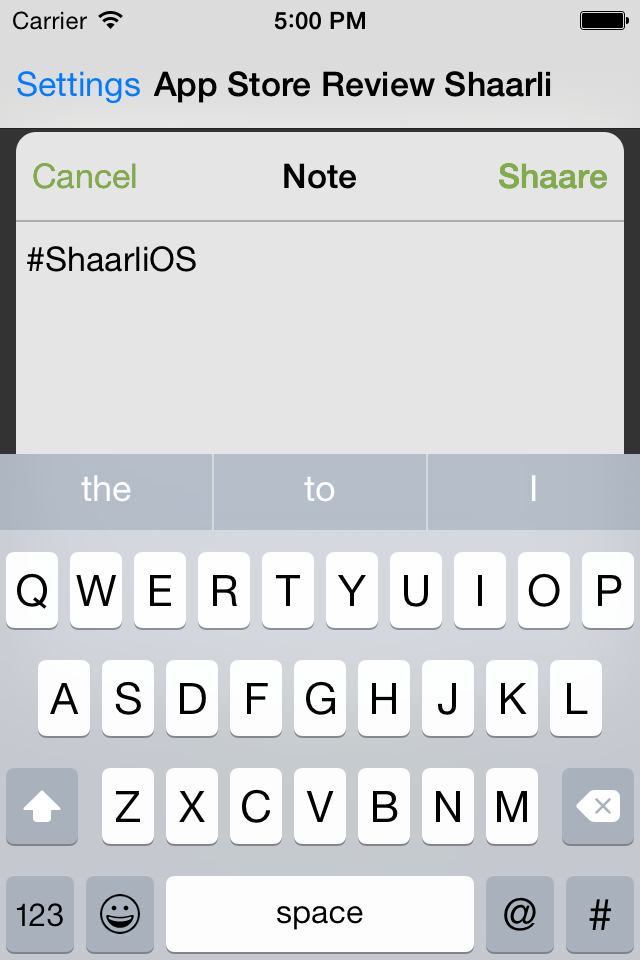 Carrier 5:00 PM
Settings App Store Review Shaarli
Cancel Note Shaare
#ShaarliOS
the to I
Q W E R T Y U I O P
A S D F G H J K L
Z X C V B N M
123 space @ #